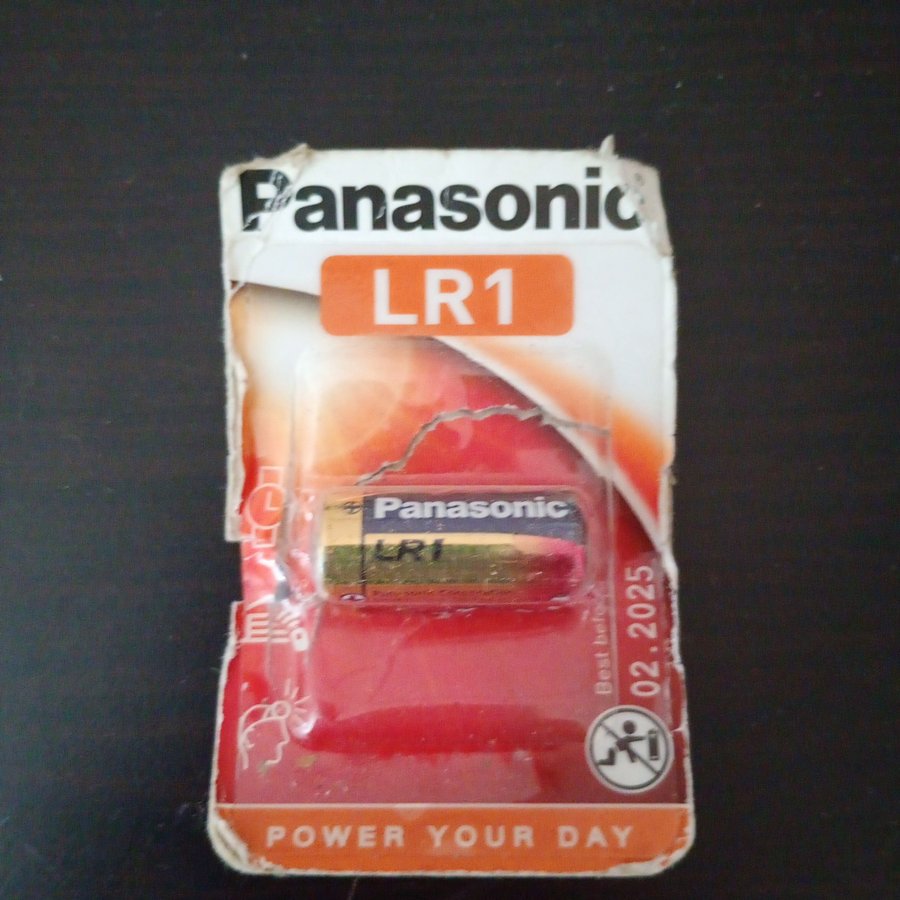 Panasonic
LR1
Panasonic
LR1
Best before
02.2025
POWER YOUR DAY